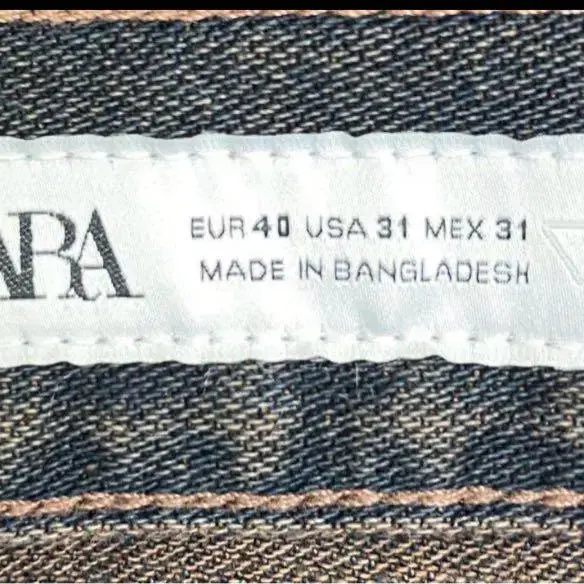 ARA
EUR 40 USA 31 MEX 31
MADE IN BANGLADESH